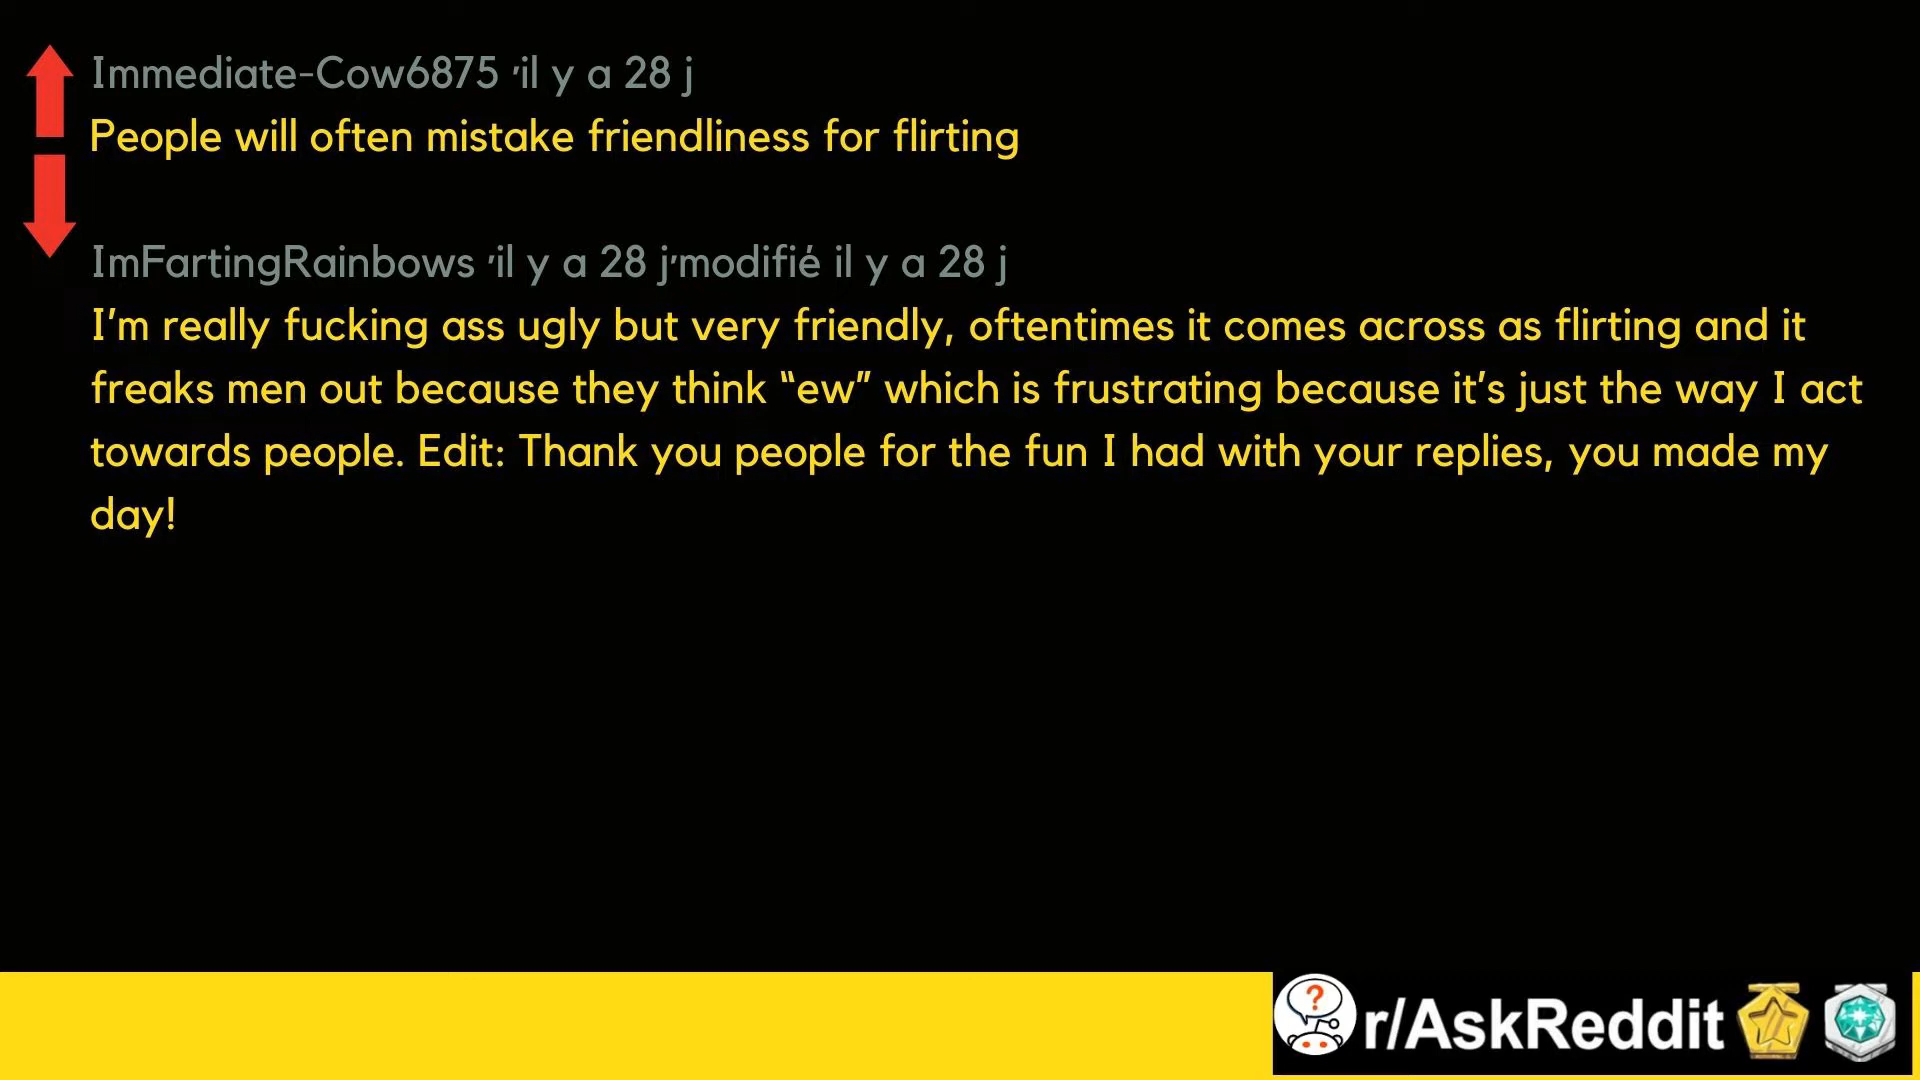 Immediate-Cow6875 ·il y a 28 j
People will often mistake friendliness for flirting
ImFartingRainbows ·il y a 28 j·modifié il y a 28 j
I’m really fucking ass ugly but very friendly, oftentimes it comes across as flirting and it
freaks men out because they think “ew” which is frustrating because it’s just the way I act
towards people. Edit: Thank you people for the fun I had with your replies, you made my
day!
r/AskReddit